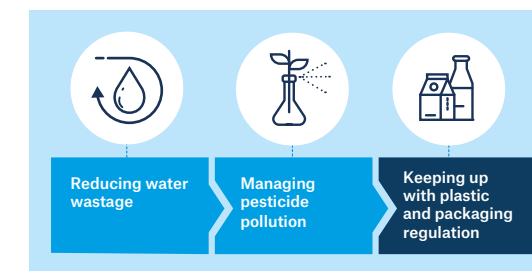 Reducing water
wastage
Managing
pesticide
pollution
Keeping up
with plastic
and packaging
regulation